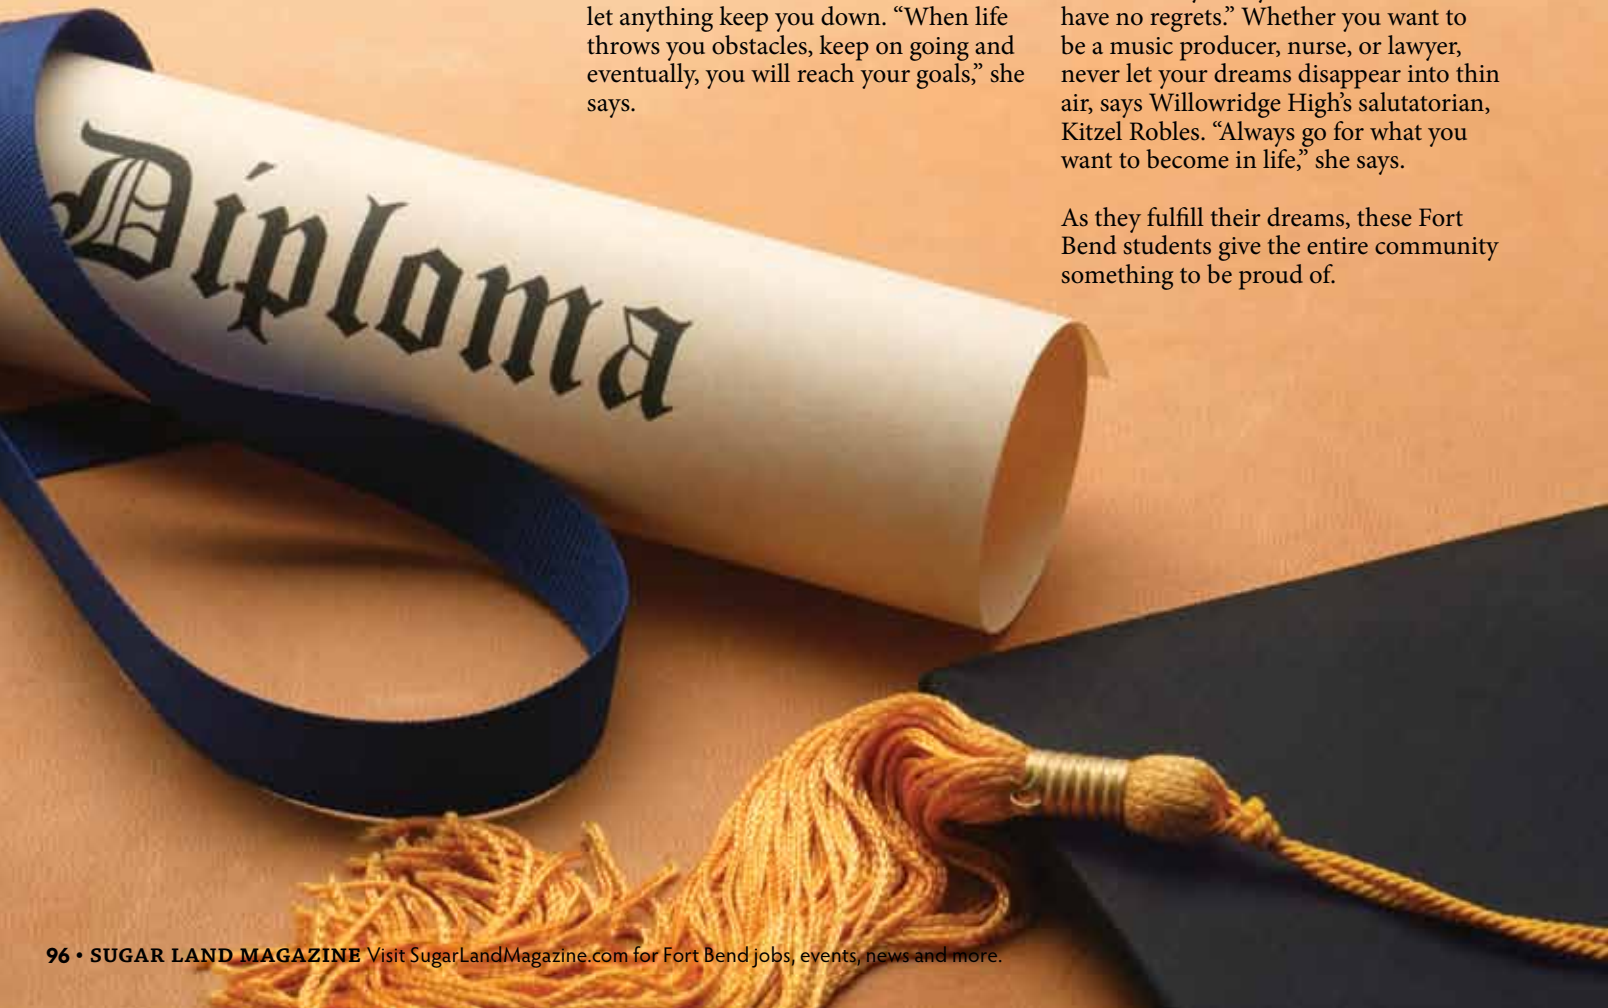 let anything keep you down. “When life
throws you obstacles, keep on going and
eventually, you will reach your goals,” she
says.
have no regrets.” Whether you want to
be a music producer, nurse, or lawyer,
never let your dreams disappear into thin
air, says Willowridge High’s salutatorian,
Kitzel Robles. “Always go for what you
want to become in life,” she says.
As they fulfill their dreams, these Fort
Bend students give the entire community
something to be proud of.
Diploma
96 • SUGAR LAND MAGAZINE Visit SugarLandMagazine.com for Fort Bend jobs, events, news and more.